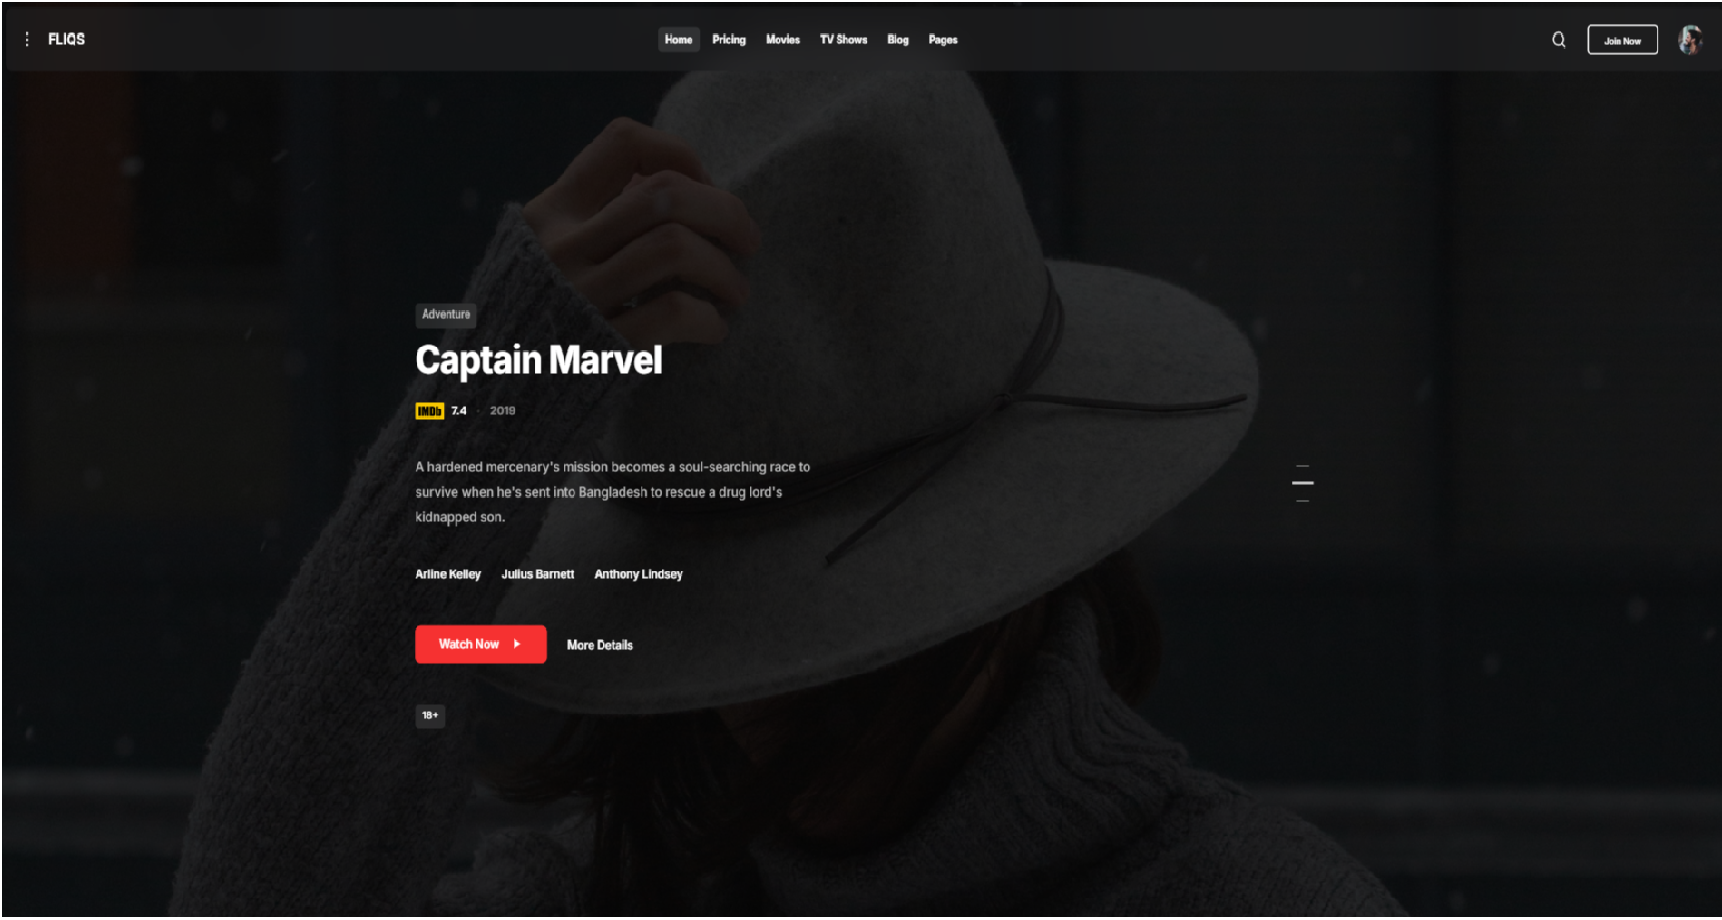 FLIQS
Home Pricing Movies TV Shows Blog Pages
Join Now
Adventure
Captain Marvel
IMDb 7.4 · 2019
A hardened mercenary's mission becomes a soul-searching race to
survive when he's sent into Bangladesh to rescue a drug lord's
kidnapped son.
Arline Kelley Julius Barnett Anthony Lindsey
Watch Now More Details
18+